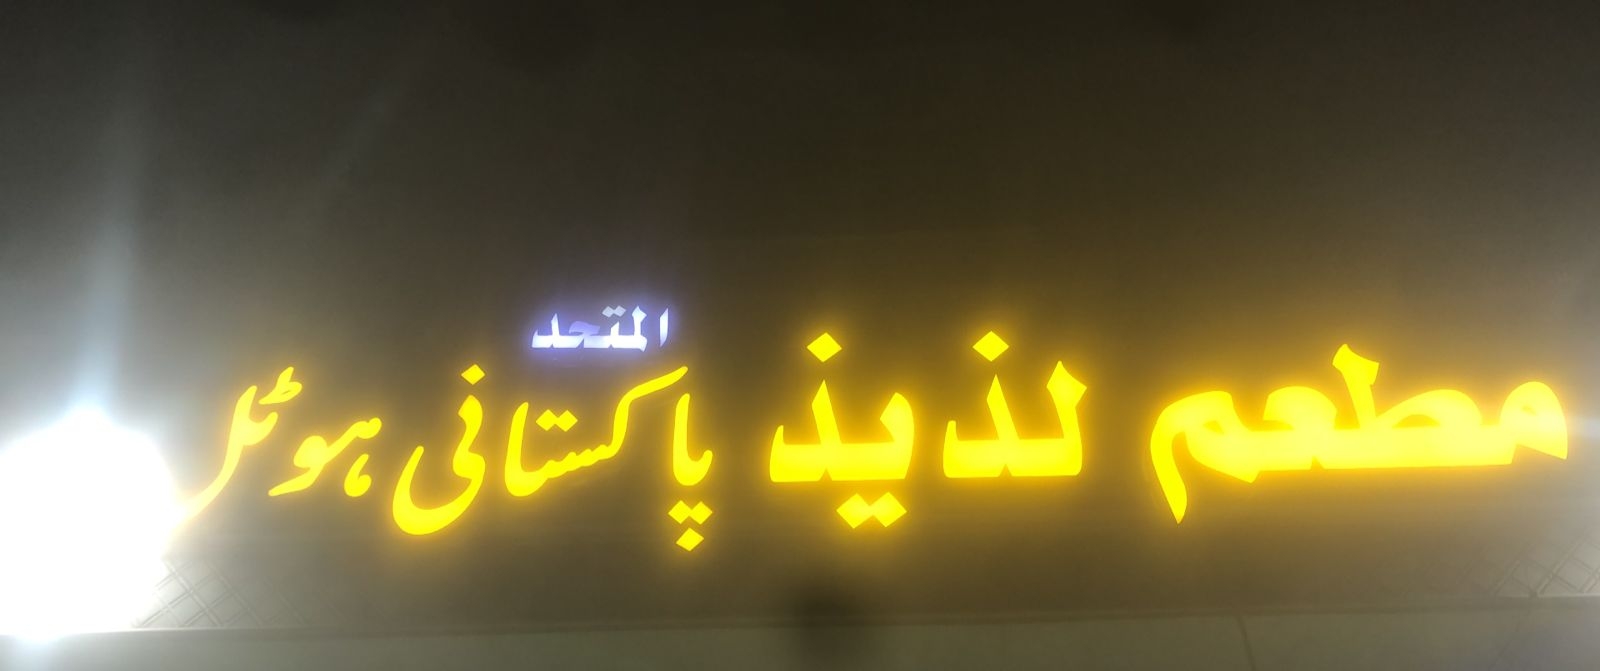 المتحد
مطعم لذيذ پاکستانی ہوٹل